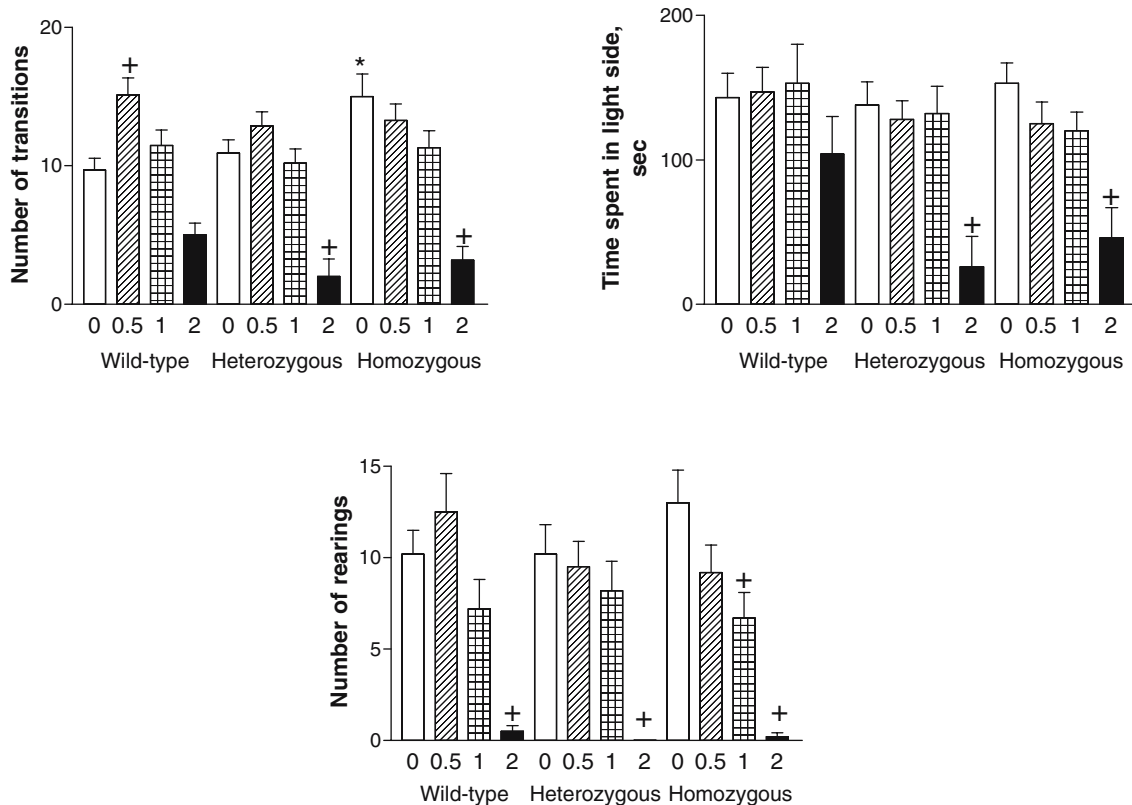 Number of transitions
20
10
0
+
*
+
+
0 0.5 1 2 0 0.5 1 2 0 0.5 1 2
Wild-type Heterozygous Homozygous
Time spent in light side,
sec
200
100
0
+
+
0 0.5 1 2 0 0.5 1 2 0 0.5 1 2
Wild-type Heterozygous Homozygous
Number of rearings
15
10
5
0
+
+
+
+
0 0.5 1 2 0 0.5 1 2 0 0.5 1 2
Wild-type Heterozygous Homozygous